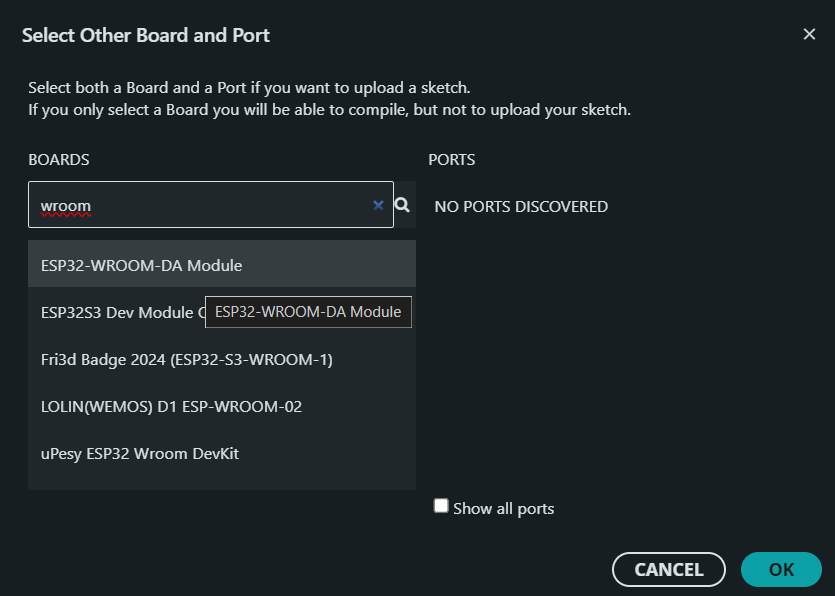 Select Other Board and Port
Select both a Board and a Port if you want to upload a sketch.
If you only select a Board you will be able to compile, but not to upload your sketch.
BOARDS
PORTS
wroom
NO PORTS DISCOVERED
ESP32-WROOM-DA Module
ESP32S3 Dev Module
ESP32-WROOM-DA Module
Fri3d Badge 2024 (ESP32-S3-WROOM-1)
LOLIN(WEMOS) D1 ESP-WROOM-02
uPesy ESP32 Wroom DevKit
Show all ports
CANCEL
OK